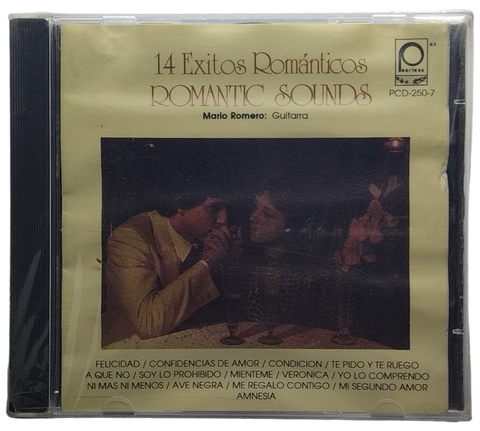 14 Exitos Románticos
ROMANTIC SOUNDS
Mario Romero: Guitarra
Peerless
M.R.
PCD-250-7
FELICIDAD / CONFIDENCIAS DE AMOR / CONDICION / TE PIDO Y TE RUEGO
A QUE NO / SOY LO PROHIBIDO / MIENTEME / VERONICA / YO LO COMPRENDO
NI MAS NI MENOS / AVE NEGRA / ME REGALO CONTIGO / MI SEGUNDO AMOR
AMNESIA